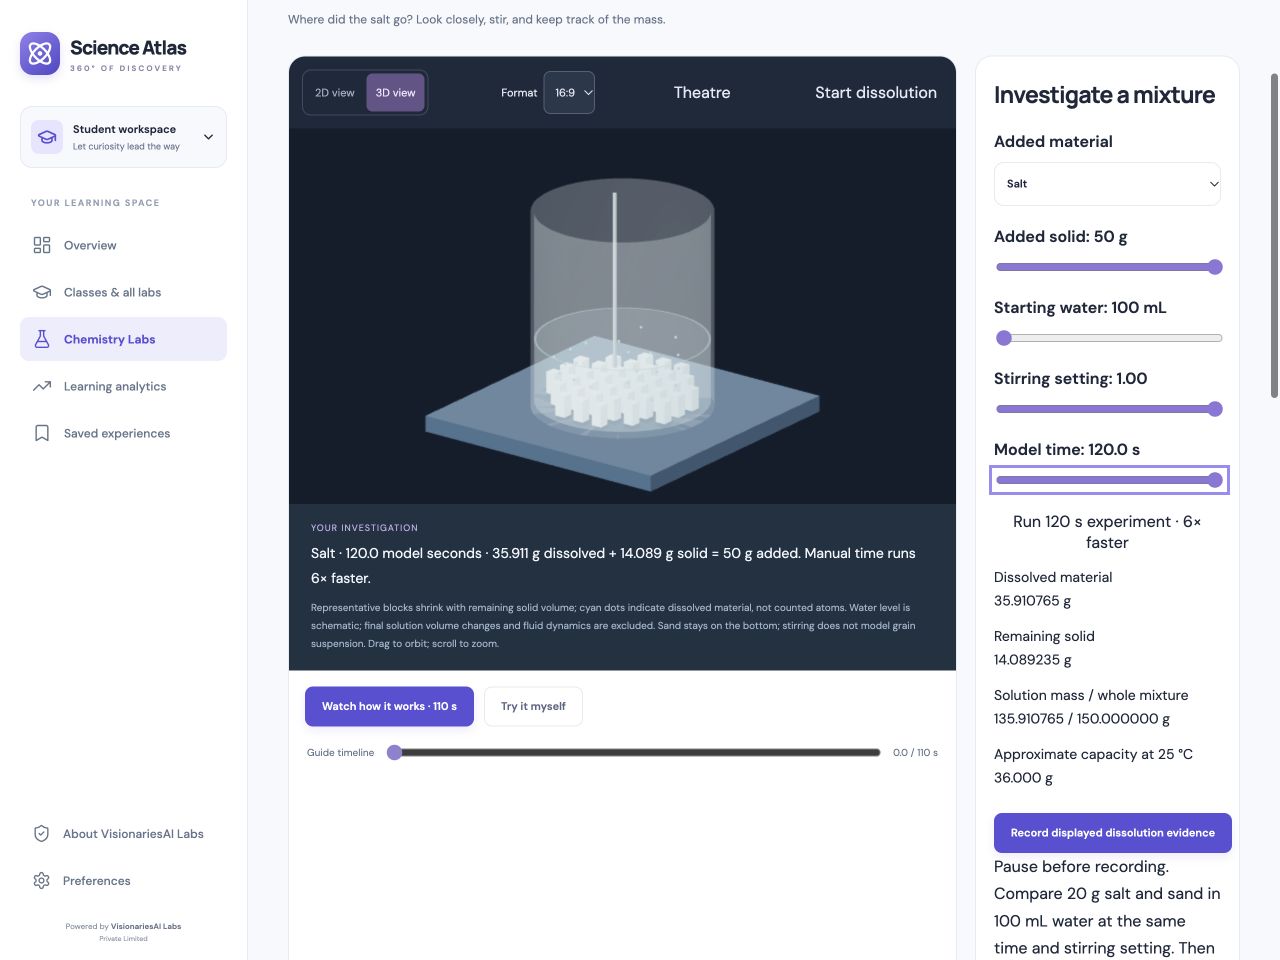 Science Atlas
360° OF DISCOVERY
Student workspace
Let curiosity lead the way
YOUR LEARNING SPACE
Overview
Classes & all labs
Chemistry Labs
Learning analytics
Saved experiences
About VisionariesAI Labs
Preferences
Powered by VisionariesAI Labs
Private Limited
Where did the salt go? Look closely, stir, and keep track of the mass.
2D view
3D view
Format
16:9
Theatre
Start dissolution
YOUR INVESTIGATION
Salt · 120.0 model seconds · 35.911 g dissolved + 14.089 g solid = 50 g added. Manual time runs
6× faster.
Representative blocks shrink with remaining solid volume; cyan dots indicate dissolved material, not counted atoms. Water level is
schematic; final solution volume changes and fluid dynamics are excluded. Sand stays on the bottom; stirring does not model grain
suspension. Drag to orbit; scroll to zoom.
Watch how it works · 110 s
Try it myself
Guide timeline
0.0 / 110 s
Investigate a mixture
Added material
Salt
Added solid: 50 g
Starting water: 100 mL
Stirring setting: 1.00
Model time: 120.0 s
Run 120 s experiment · 6×
faster
Dissolved material
35.910765 g
Remaining solid
14.089235 g
Solution mass / whole mixture
135.910765 / 150.000000 g
Approximate capacity at 25 °C
36.000 g
Record displayed dissolution evidence
Pause before recording.
Compare 20 g salt and sand in
100 mL water at the same
time and stirring setting. Then